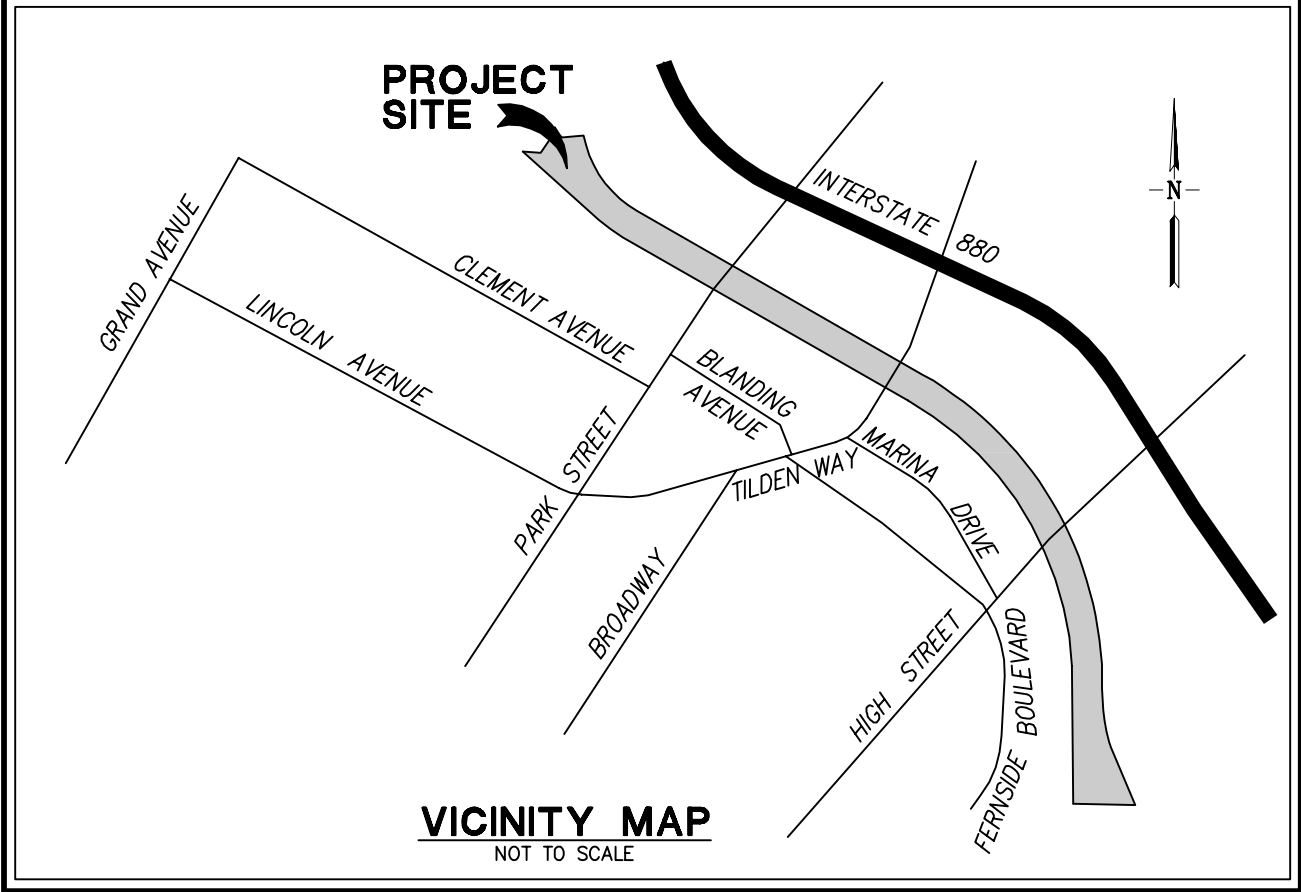 PROJECT
SITE
INTERSTATE 880
N
GRAND AVENUE
CLEMENT AVENUE
LINCOLN AVENUE
BLANDING
AVENUE
PARK STREET
TILDEN WAY
MARINA DRIVE
BROADWAY
HIGH STREET
FERNSIDE BOULEVARD
VICINITY MAP
NOT TO SCALE